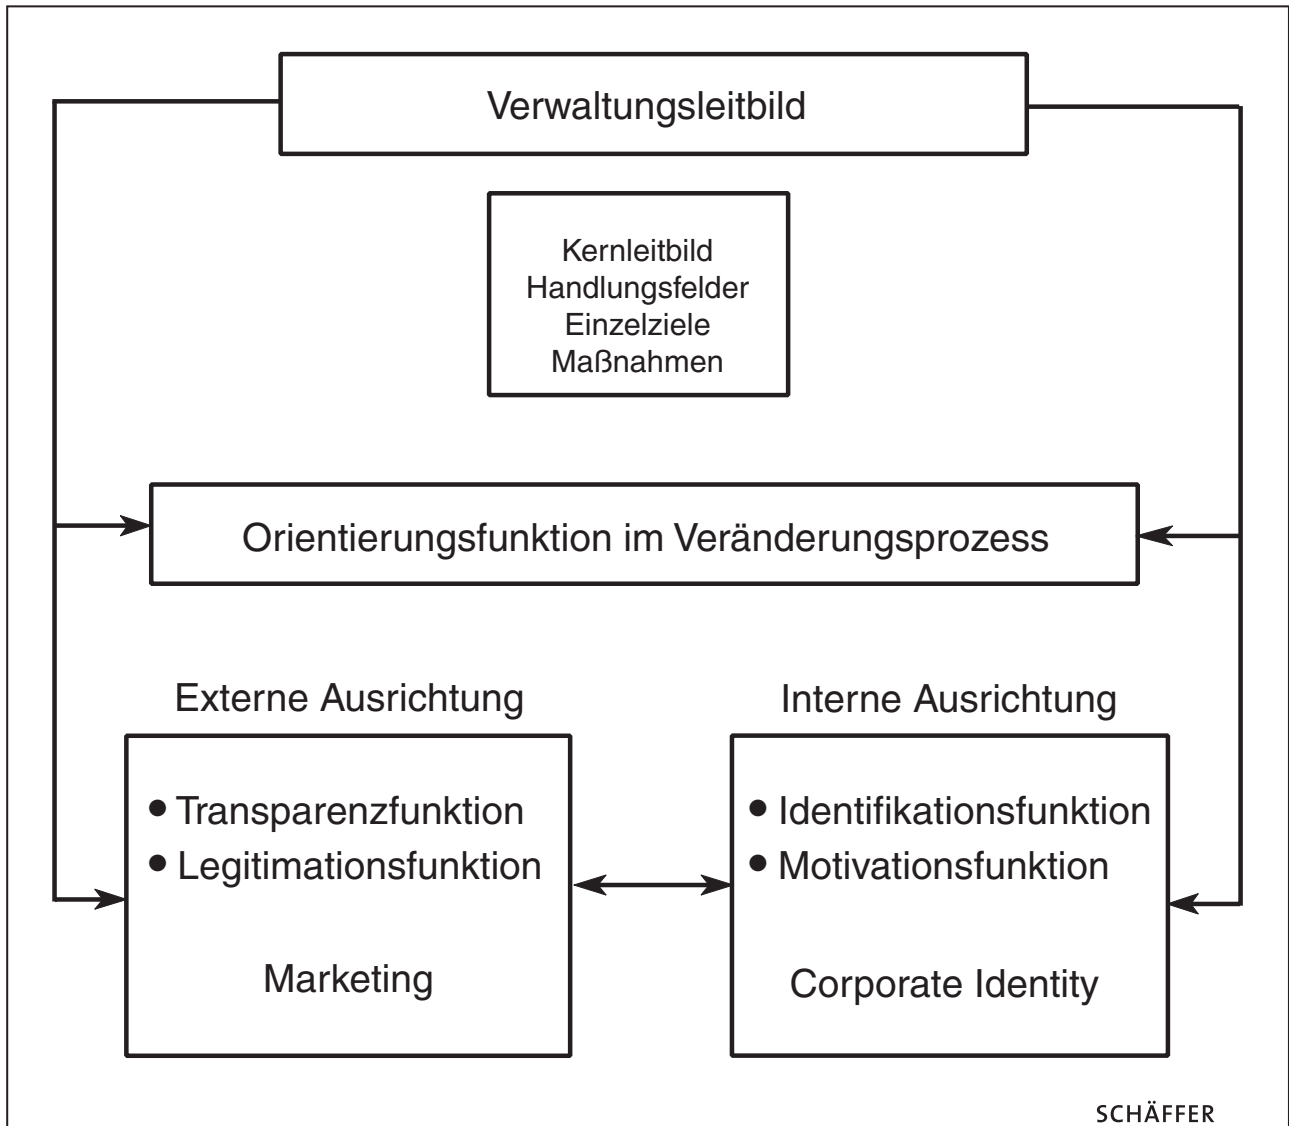 Verwaltungsleitbild
Kernleitbild
Handlungsfelder
Einzelziele
Maßnahmen
Orientierungsfunktion im Veränderungsprozess
Externe Ausrichtung
• Transparenzfunktion
• Legitimationsfunktion
Marketing
Interne Ausrichtung
• Identifikationsfunktion
• Motivationsfunktion
Corporate Identity
SCHÄFFER